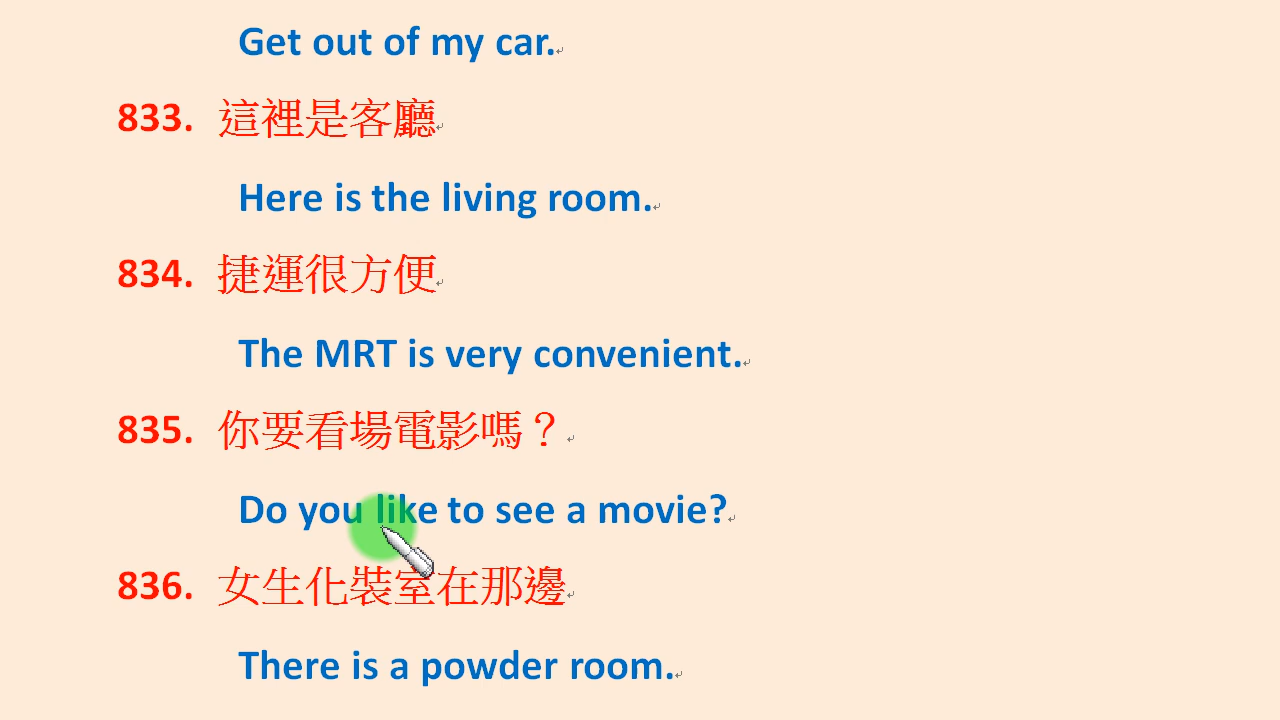 Get out of my car.
833. 這裡是客廳
Here is the living room.
834. 捷運很方便
The MRT is very convenient.
835. 你要看場電影嗎？
Do you like to see a movie?
836. 女生化裝室在那邊
There is a powder room.